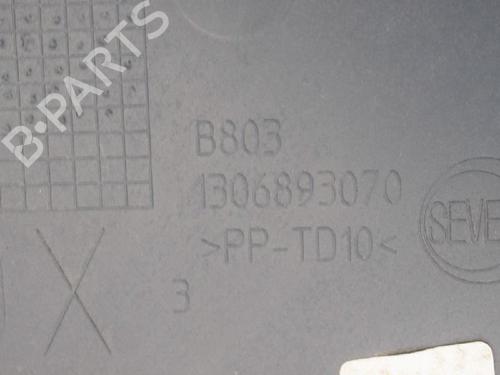 B-PARTS
B803
1306893070
>PP-TD10<
SEVE
3
X